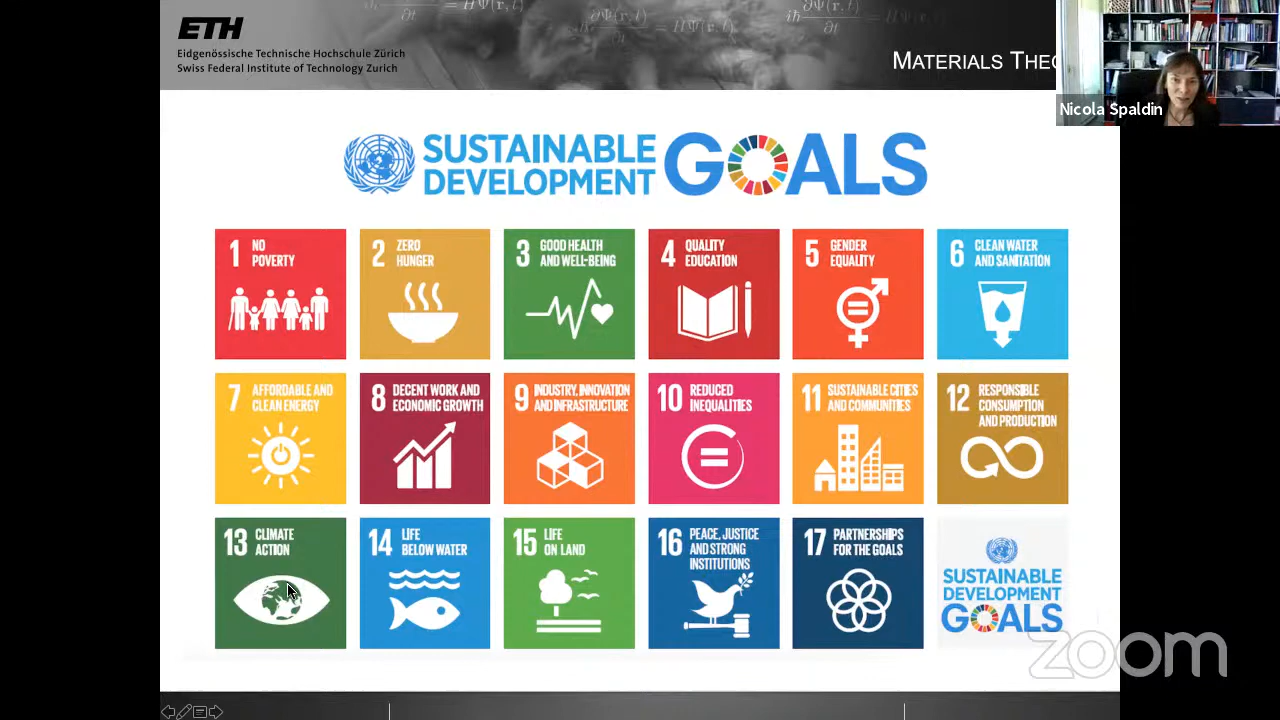 ETH
Eidgenössische Technische Hochschule Zürich
Swiss Federal Institute of Technology Zurich
MATERIALS THEO
Nicola Spaldin
SUSTAINABLE
DEVELOPMENT
GOALS
1 NO
POVERTY
2 ZERO
HUNGER
3 GOOD HEALTH
AND WELL-BEING
4 QUALITY
EDUCATION
5 GENDER
EQUALITY
6 CLEAN WATER
AND SANITATION
7 AFFORDABLE AND
CLEAN ENERGY
8 DECENT WORK AND
ECONOMIC GROWTH
9 INDUSTRY, INNOVATION
AND INFRASTRUCTURE
10 REDUCED
INEQUALITIES
11 SUSTAINABLE CITIES
AND COMMUNITIES
12 RESPONSIBLE
CONSUMPTION
AND PRODUCTION
13 CLIMATE
ACTION
14 LIFE
BELOW WATER
15 LIFE
ON LAND
16 PEACE, JUSTICE
AND STRONG
INSTITUTIONS
17 PARTNERSHIPS
FOR THE GOALS
SUSTAINABLE
DEVELOPMENT
GOALS
zoom